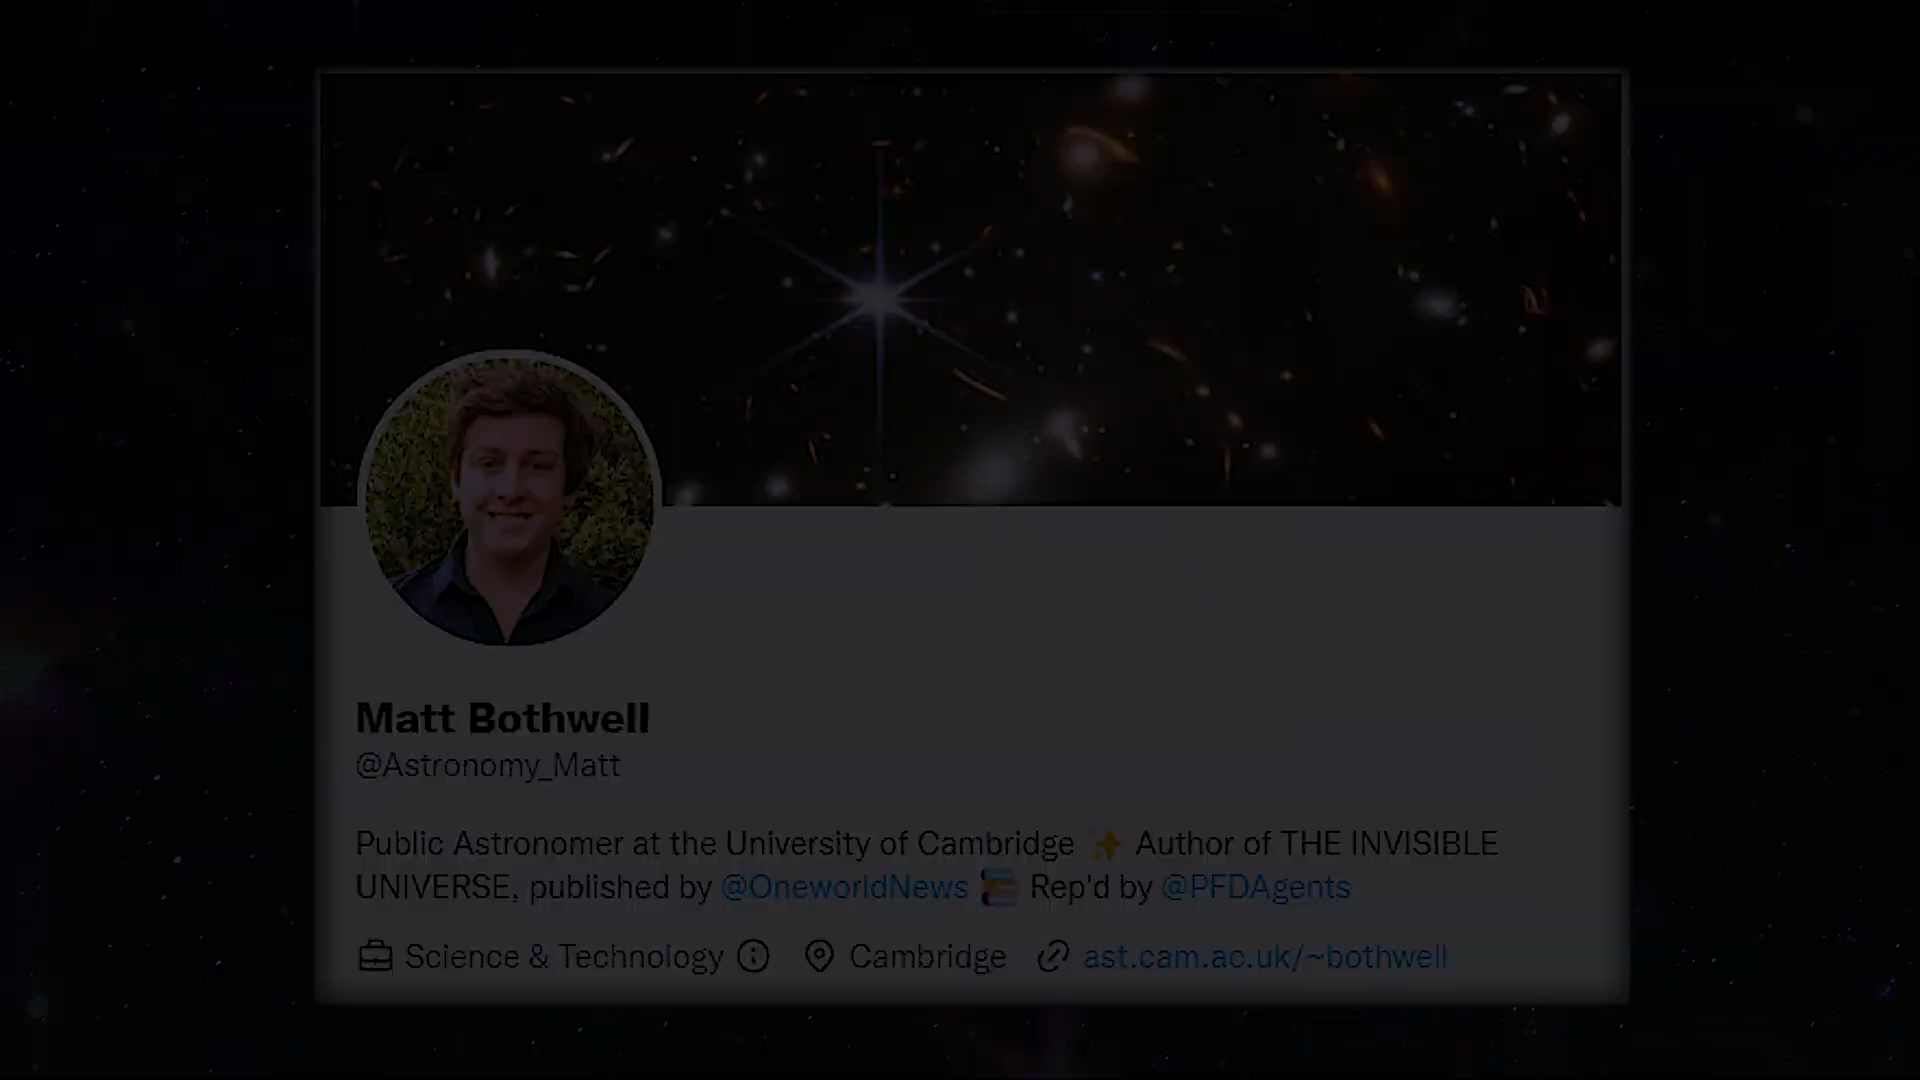 Matt Bothwell
@Astronomy_Matt
Public Astronomer at the University of Cambridge ✨ Author of THE INVISIBLE
UNIVERSE, published by @OneworldNews 📚 Rep'd by @PFDAgents
Science & Technology Cambridge ast.cam.ac.uk/~bothwell